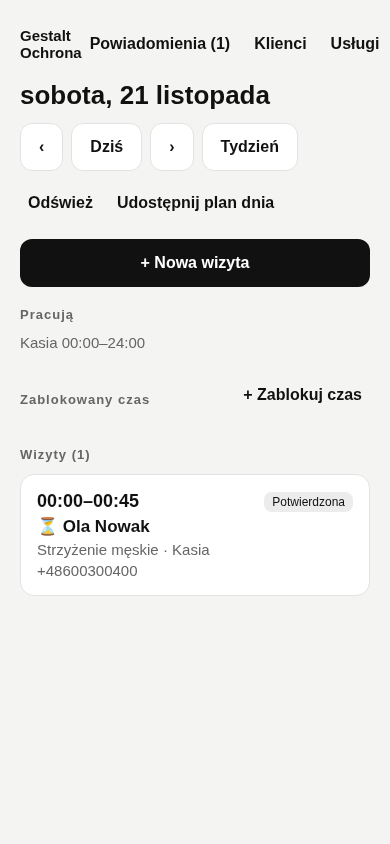 Gestalt
Ochrona
Powiadomienia (1) Klienci Usługi
sobota, 21 listopada
‹ Dziś › Tydzień
Odśwież Udostępnij plan dnia
+ Nowa wizyta
Pracują
Kasia 00:00–24:00
Zablokowany czas + Zablokuj czas
Wizyty (1)
00:00–00:45 Potwierdzona
⏳ Ola Nowak
Strzyżenie męskie · Kasia
+48600300400